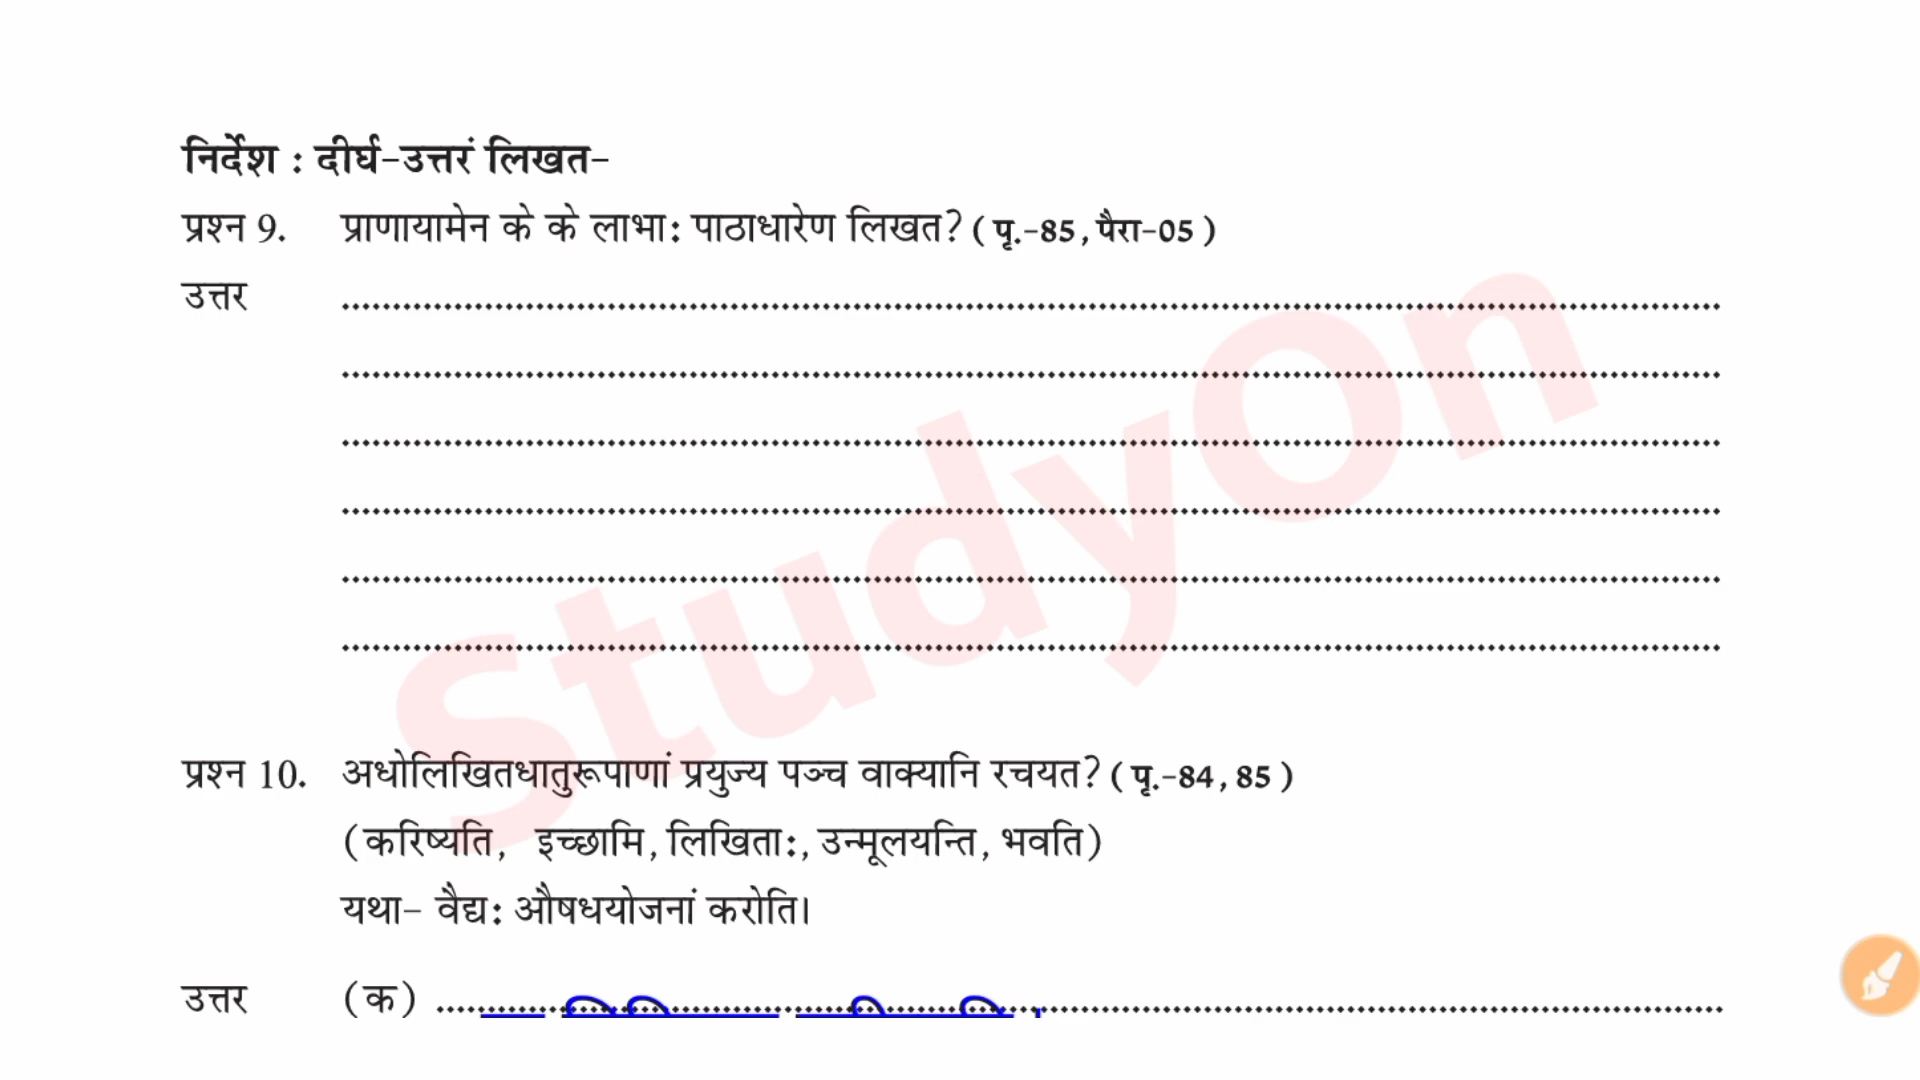 निर्देश : दीर्घ-उत्तरं लिखत-
प्रश्न 9. प्राणायामेन के के लाभाः पाठाधारेण लिखत? ( पृ.-85, पैरा-05 )
उत्तर
StudyOn
प्रश्न 10. अधोलिखितधातुरूपाणां प्रयुज्य पञ्च वाक्यानि रचयत? ( पृ.-84, 85 )
(करिष्यति, इच्छामि, लिखिताः, उन्मूलयन्ति, भवति)
यथा- वैद्यः औषधयोजनां करोति।
उत्तर (क)